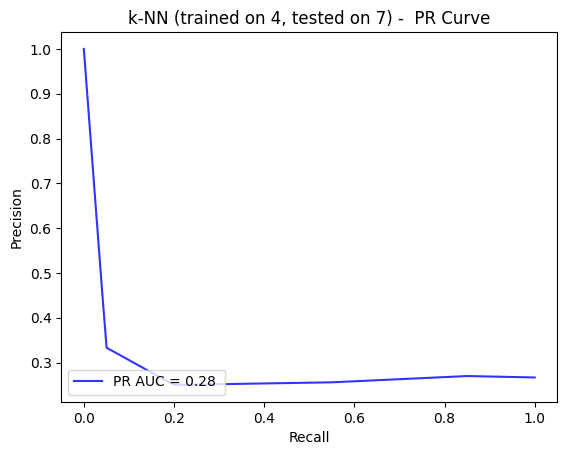 k-NN (trained on 4, tested on 7) -  PR Curve
Precision
1.0
0.9
0.8
0.7
0.6
0.5
0.4
0.3
PR AUC = 0.28
0.0 0.2 0.4 0.6 0.8 1.0
Recall